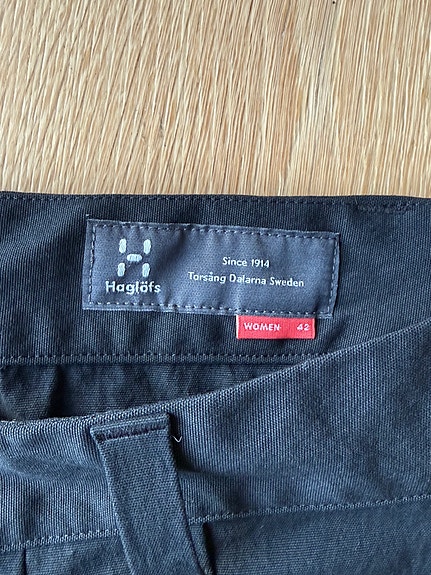 Since 1914
Torsång Dalarna Sweden
Haglöfs
WOMEN 42